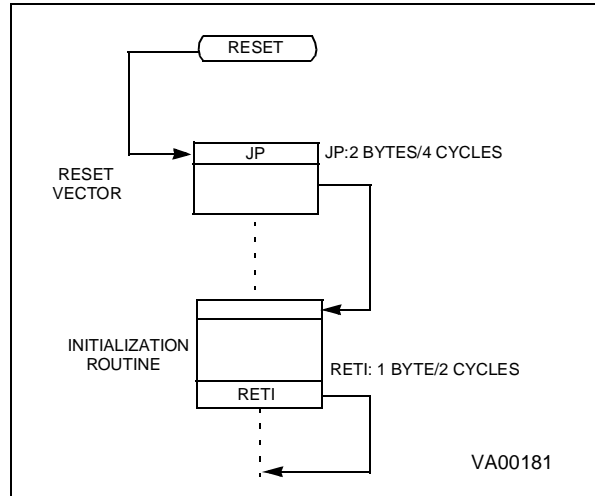 RESET
JP
JP:2 BYTES/4 CYCLES
RESET
VECTOR
INITIALIZATION
ROUTINE
RETI: 1 BYTE/2 CYCLES
RETI
VA00181